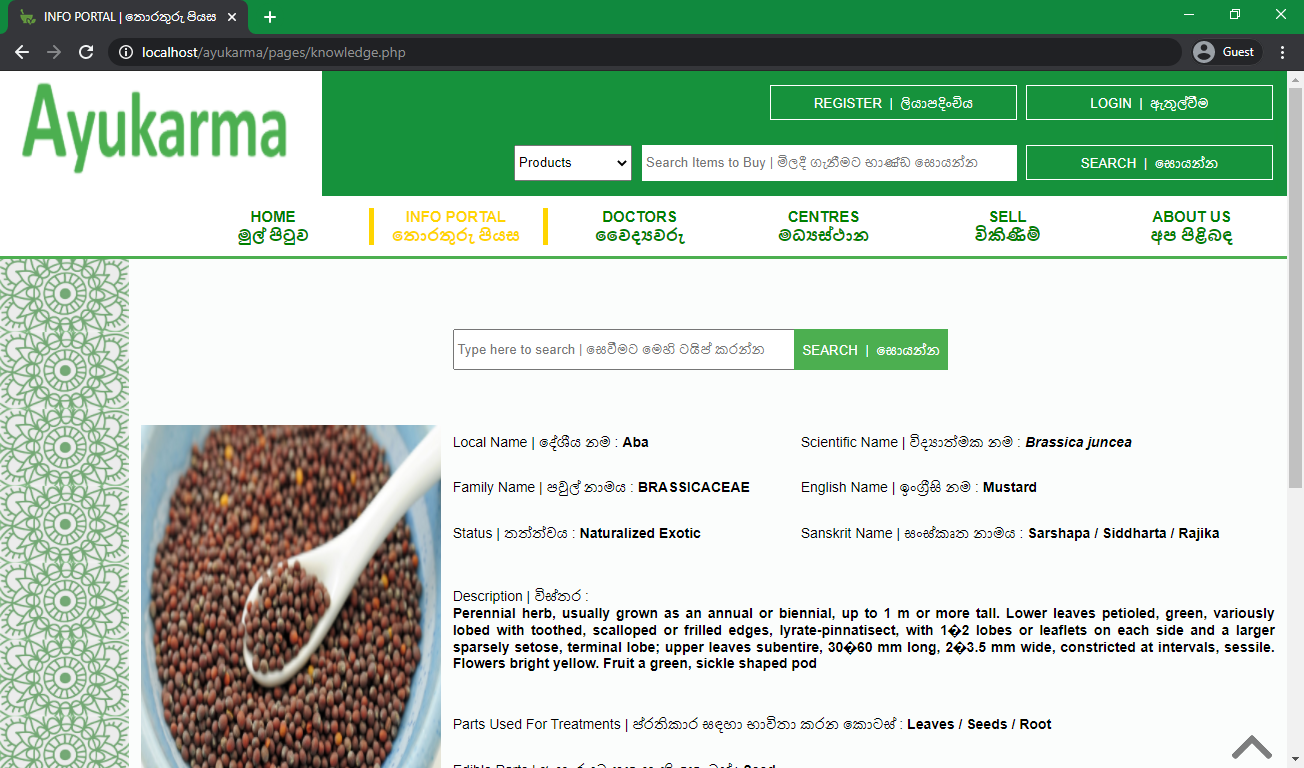 INFO PORTAL | තොරතුරු පියස
localhost/ayukarma/pages/knowledge.php
Guest
Ayukarma
REGISTER | ලියාපදිංචිය
LOGIN | ඇතුල්වීම
Products
Search Items to Buy | මිලදී ගැනීමට භාණ්ඩ සොයන්න
SEARCH | සොයන්න
HOME
මුල් පිටුව
INFO PORTAL
තොරතුරු පියස
DOCTORS
වෛද්‍යවරු
CENTRES
මධ්‍යස්ථාන
SELL
විකිණීම්
ABOUT US
අප පිළිබඳ
Type here to search | සෙවීමට මෙහි ටයිප් කරන්න
SEARCH | සොයන්න
Local Name | දේශීය නම : Aba
Scientific Name | විද්‍යාත්මක නම : Brassica juncea
Family Name | පවුල් නාමය : BRASSICACEAE
English Name | ඉංග්‍රීසි නම : Mustard
Status | තත්ත්වය : Naturalized Exotic
Sanskrit Name | සංස්කෘත නාමය : Sarshapa / Siddharta / Rajika
Description | විස්තර :
Perennial herb, usually grown as an annual or biennial, up to 1 m or more tall. Lower leaves petioled, green, variously
lobed with toothed, scalloped or frilled edges, lyrate-pinnatisect, with 1�2 lobes or leaflets on each side and a larger
sparsely setose, terminal lobe; upper leaves subentire, 30�60 mm long, 2�3.5 mm wide, constricted at intervals, sessile.
Flowers bright yellow. Fruit a green, sickle shaped pod
Parts Used For Treatments | ප්රතිකාර සඳහා භාවිතා කරන කොටස් : Leaves / Seeds / Root